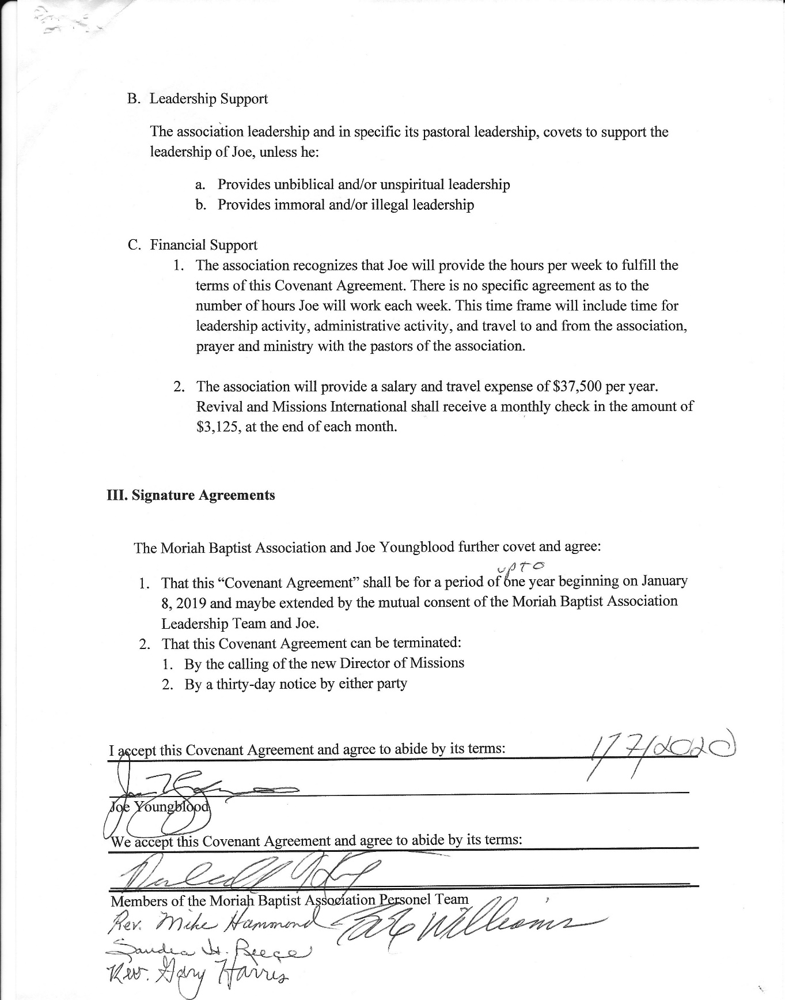 B. Leadership Support
The association leadership and in specific its pastoral leadership, covets to support the
leadership of Joe, unless he:
a. Provides unbiblical and/or unspiritual leadership
b. Provides immoral and/or illegal leadership
C. Financial Support
1. The association recognizes that Joe will provide the hours per week to fulfill the
terms of this Covenant Agreement. There is no specific agreement as to the
number of hours Joe will work each week. This time frame will include time for
leadership activity, administrative activity, and travel to and from the association,
prayer and ministry with the pastors of the association.
2. The association will provide a salary and travel expense of $37,500 per year.
Revival and Missions International shall receive a monthly check in the amount of
$3,125, at the end of each month.
III. Signature Agreements
The Moriah Baptist Association and Joe Youngblood further covet and agree:
up to
1. That this “Covenant Agreement” shall be for a period of one year beginning on January
8, 2019 and maybe extended by the mutual consent of the Moriah Baptist Association
Leadership Team and Joe.
2. That this Covenant Agreement can be terminated:
1. By the calling of the new Director of Missions
2. By a thirty-day notice by either party
I accept this Covenant Agreement and agree to abide by its terms: 1/7/2020
Joe Youngblood
We accept this Covenant Agreement and agree to abide by its terms:
Members of the Moriah Baptist Association Personel Team
Rev. Mike Hammond Williams
Sandra H. Reece
Rev. Gary Harris